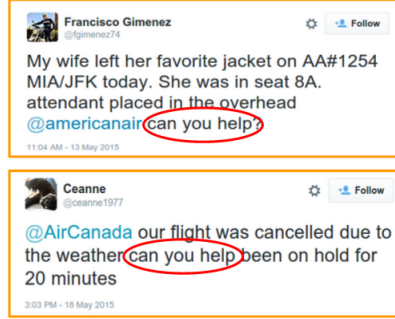 Francisco Gimenez
@fgimenez74
Follow
My wife left her favorite jacket on AA#1254
MIA/JFK today. She was in seat 8A.
attendant placed in the overhead
@americanair can you help?
11:04 AM - 13 May 2015
Ceanne
@ceanne1977
Follow
@AirCanada our flight was cancelled due to
the weather can you help been on hold for
20 minutes
3:03 PM - 18 May 2015